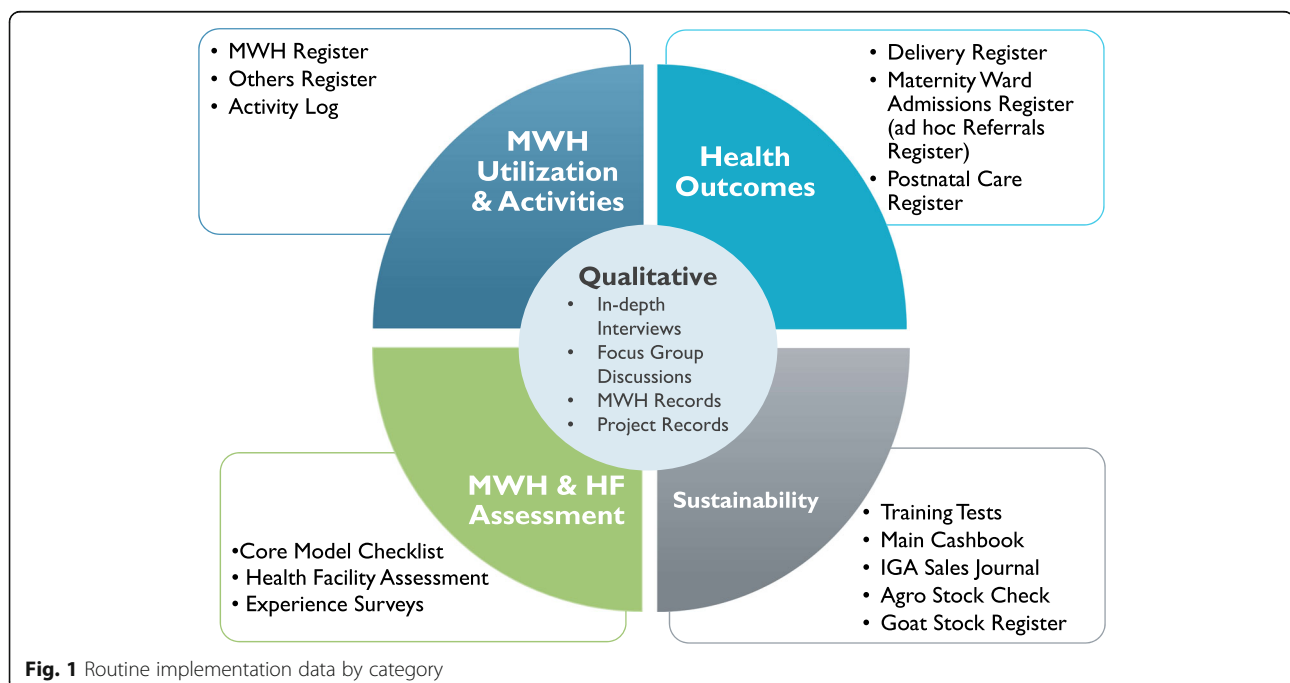 • MWH Register
• Others Register
• Activity Log
MWH
Utilization
& Activities
Health
Outcomes
• Delivery Register
• Maternity Ward
Admissions Register
(ad hoc Referrals
Register)
• Postnatal Care
Register
Qualitative
• In-depth
Interviews
• Focus Group
Discussions
• MWH Records
• Project Records
MWH & HF
Assessment
•Core Model Checklist
• Health Facility Assessment
• Experience Surveys
Sustainability
• Training Tests
• Main Cashbook
• IGA Sales Journal
• Agro Stock Check
• Goat Stock Register
Fig. 1 Routine implementation data by category